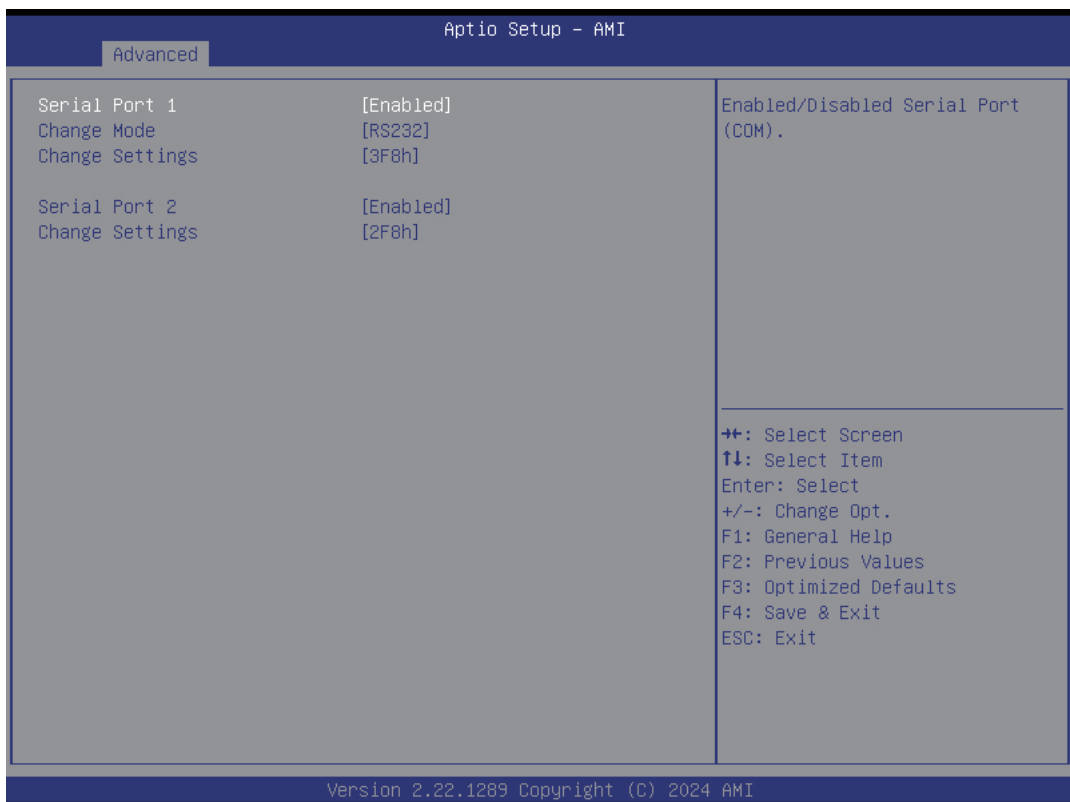 Aptio Setup – AMI
Advanced
Serial Port 1 [Enabled]
Change Mode [RS232]
Change Settings [3F8h]
Serial Port 2 [Enabled]
Change Settings [2F8h]
Enabled/Disabled Serial Port
(COM).
→←: Select Screen
↑↓: Select Item
Enter: Select
+/-: Change Opt.
F1: General Help
F2: Previous Values
F3: Optimized Defaults
F4: Save & Exit
ESC: Exit
Version 2.22.1289 Copyright (C) 2024 AMI